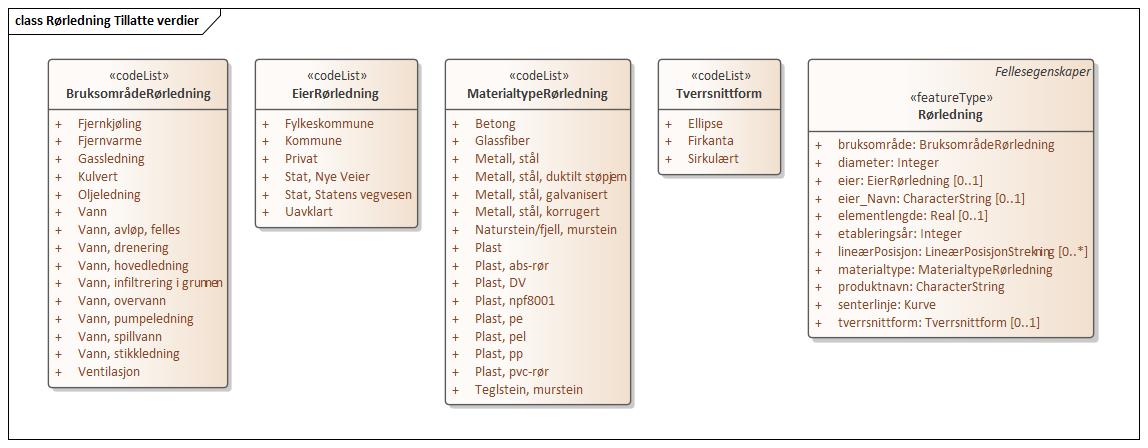 class Rørledning Tillatte verdier
«codeList»
BruksområdeRørledning
+ Fjernkjøling
+ Fjernvarme
+ Gassledning
+ Kulvert
+ Oljeledning
+ Vann
+ Vann, avløp, felles
+ Vann, drenering
+ Vann, hovedledning
+ Vann, infiltrering i grunnen
+ Vann, overvann
+ Vann, pumpeledning
+ Vann, spillvann
+ Vann, stikkledning
+ Ventilasjon
«codeList»
EierRørledning
+ Fylkeskommune
+ Kommune
+ Privat
+ Stat, Nye Veier
+ Stat, Statens vegvesen
+ Uavklart
«codeList»
MaterialtypeRørledning
+ Betong
+ Glassfiber
+ Metall, stål
+ Metall, stål, duktilt støpjern
+ Metall, stål, galvanisert
+ Metall, stål, korrugert
+ Naturstein/fjell, murstein
+ Plast
+ Plast, abs-rør
+ Plast, DV
+ Plast, npf8001
+ Plast, pe
+ Plast, pel
+ Plast, pp
+ Plast, pvc-rør
+ Teglstein, murstein
«codeList»
Tverrsnittform
+ Ellipse
+ Firkanta
+ Sirkulært
Fellesegenskaper
«featureType»
Rørledning
+ bruksområde: BruksområdeRørledning
+ diameter: Integer
+ eier: EierRørledning [0..1]
+ eier_Navn: CharacterString [0..1]
+ elementlengde: Real [0..1]
+ etableringsår: Integer
+ lineærPosisjon: LineærPosisjonStrekning [0..*]
+ materialtype: MaterialtypeRørledning
+ produktnavn: CharacterString
+ senterlinje: Kurve
+ tverrsnittform: Tverrsnittform [0..1]